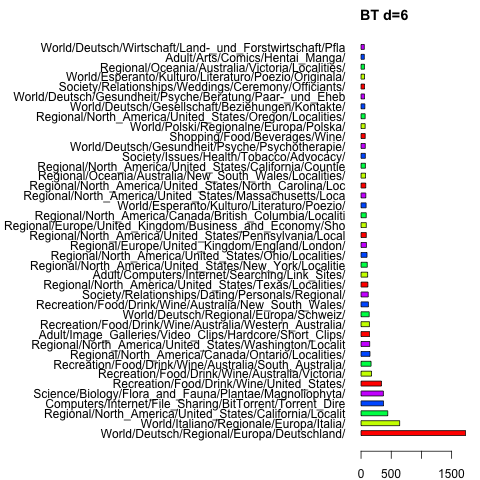 BT d=6
World/Deutsch/Wirtschaft/Land-_und_Forstwirtschaft/Pfla
Adult/Arts/Comics/Hentai_Manga/
Regional/Oceania/Australia/Victoria/Localities/
World/Esperanto/Kulturo/Literaturo/Poezio/Originala/
Society/Relationships/Weddings/Ceremony/Officiants/
World/Deutsch/Gesundheit/Psyche/Beratung/Paar-_und_Eheb
World/Deutsch/Gesellschaft/Beziehungen/Kontakte/
Regional/North_America/United_States/Oregon/Localities/
World/Polski/Regionalne/Europa/Polska/
Shopping/Food/Beverages/Wine/
World/Deutsch/Gesundheit/Psyche/Psychotherapie/
Society/Issues/Health/Tobacco/Advocacy/
Regional/North_America/United_States/California/Countie
Regional/Oceania/Australia/New_South_Wales/Localities/
Regional/North_America/United_States/North_Carolina/Loc
Regional/North_America/United_States/Massachusetts/Loca
World/Esperanto/Kulturo/Literaturo/Poezio/
Regional/North_America/Canada/British_Columbia/Localiti
Regional/Europe/United_Kingdom/Business_and_Economy/Sho
Regional/North_America/United_States/Pennsylvania/Local
Regional/Europe/United_Kingdom/England/London/
Regional/North_America/United_States/Ohio/Localities/
Regional/North_America/United_States/New_York/Localitie
Adult/Computers/Internet/Searching/Link_Sites/
Regional/North_America/United_States/Texas/Localities/
Society/Relationships/Dating/Personals/Regional/
Recreation/Food/Drink/Wine/Australia/New_South_Wales/
World/Deutsch/Regional/Europa/Schweiz/
Recreation/Food/Drink/Wine/Australia/Western_Australia/
Adult/Image_Galleries/Video_Clips/Hardcore/Short_Clips/
Regional/North_America/United_States/Washington/Localit
Regional/North_America/Canada/Ontario/Localities/
Recreation/Food/Drink/Wine/Australia/South_Australia/
Recreation/Food/Drink/Wine/Australia/Victoria/
Recreation/Food/Drink/Wine/United_States/
Science/Biology/Flora_and_Fauna/Plantae/Magnoliophyta/
Computers/Internet/File_Sharing/BitTorrent/Torrent_Dire
Regional/North_America/United_States/California/Localit
World/Italiano/Regionale/Europa/Italia/
World/Deutsch/Regional/Europa/Deutschland/
0 500 1500